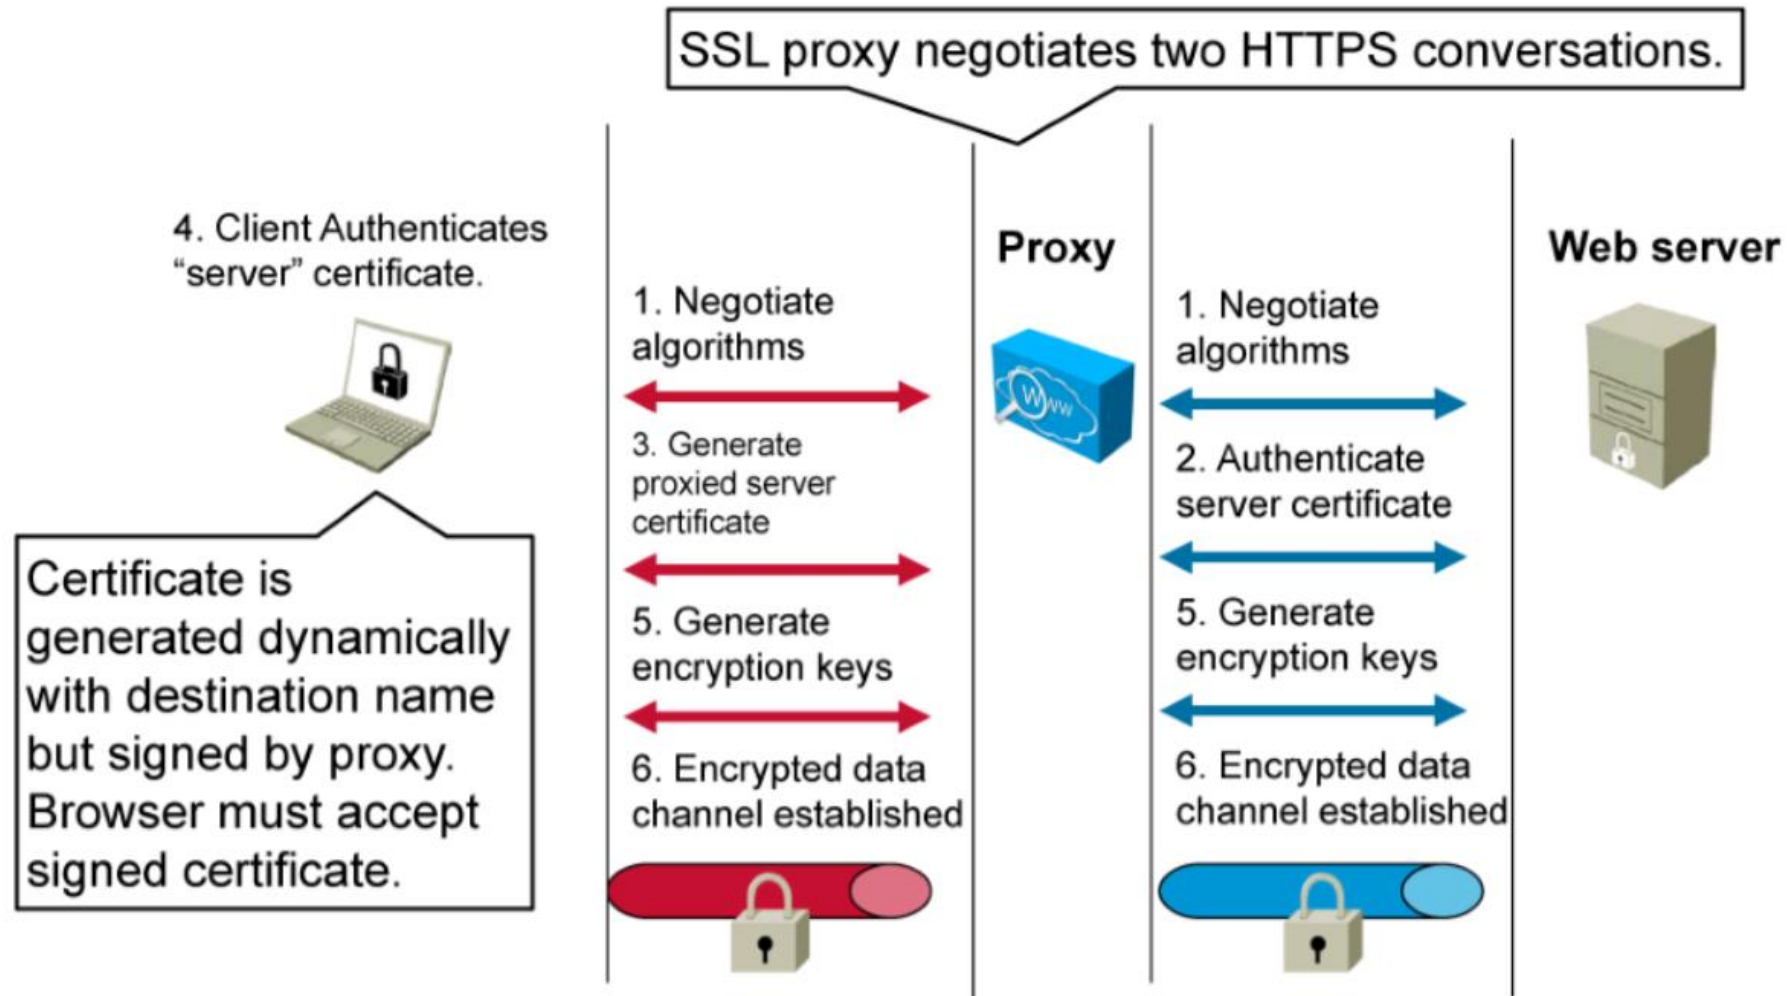 SSL proxy negotiates two HTTPS conversations.
4. Client Authenticates
“server” certificate.
Certificate is
generated dynamically
with destination name
but signed by proxy.
Browser must accept
signed certificate.
1. Negotiate
algorithms
3. Generate
proxied server
certificate
5. Generate
encryption keys
6. Encrypted data
channel established
Proxy
Www
1. Negotiate
algorithms
2. Authenticate
server certificate
5. Generate
encryption keys
6. Encrypted data
channel established
Web server